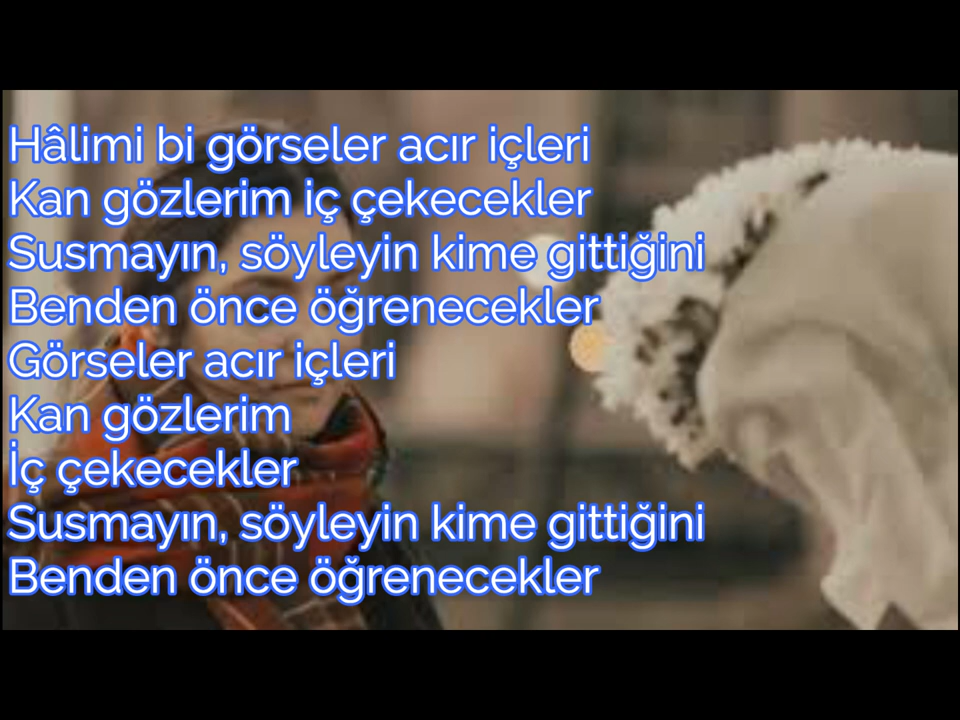 Hâlimi bi görseler acır içleri
Kan gözlerim iç çekecekler
Susmayın, söyleyin kime gittiğini
Benden önce öğrenecekler
Görseler acır içleri
Kan gözlerim
İç çekecekler
Susmayın, söyleyin kime gittiğini
Benden önce öğrenecekler